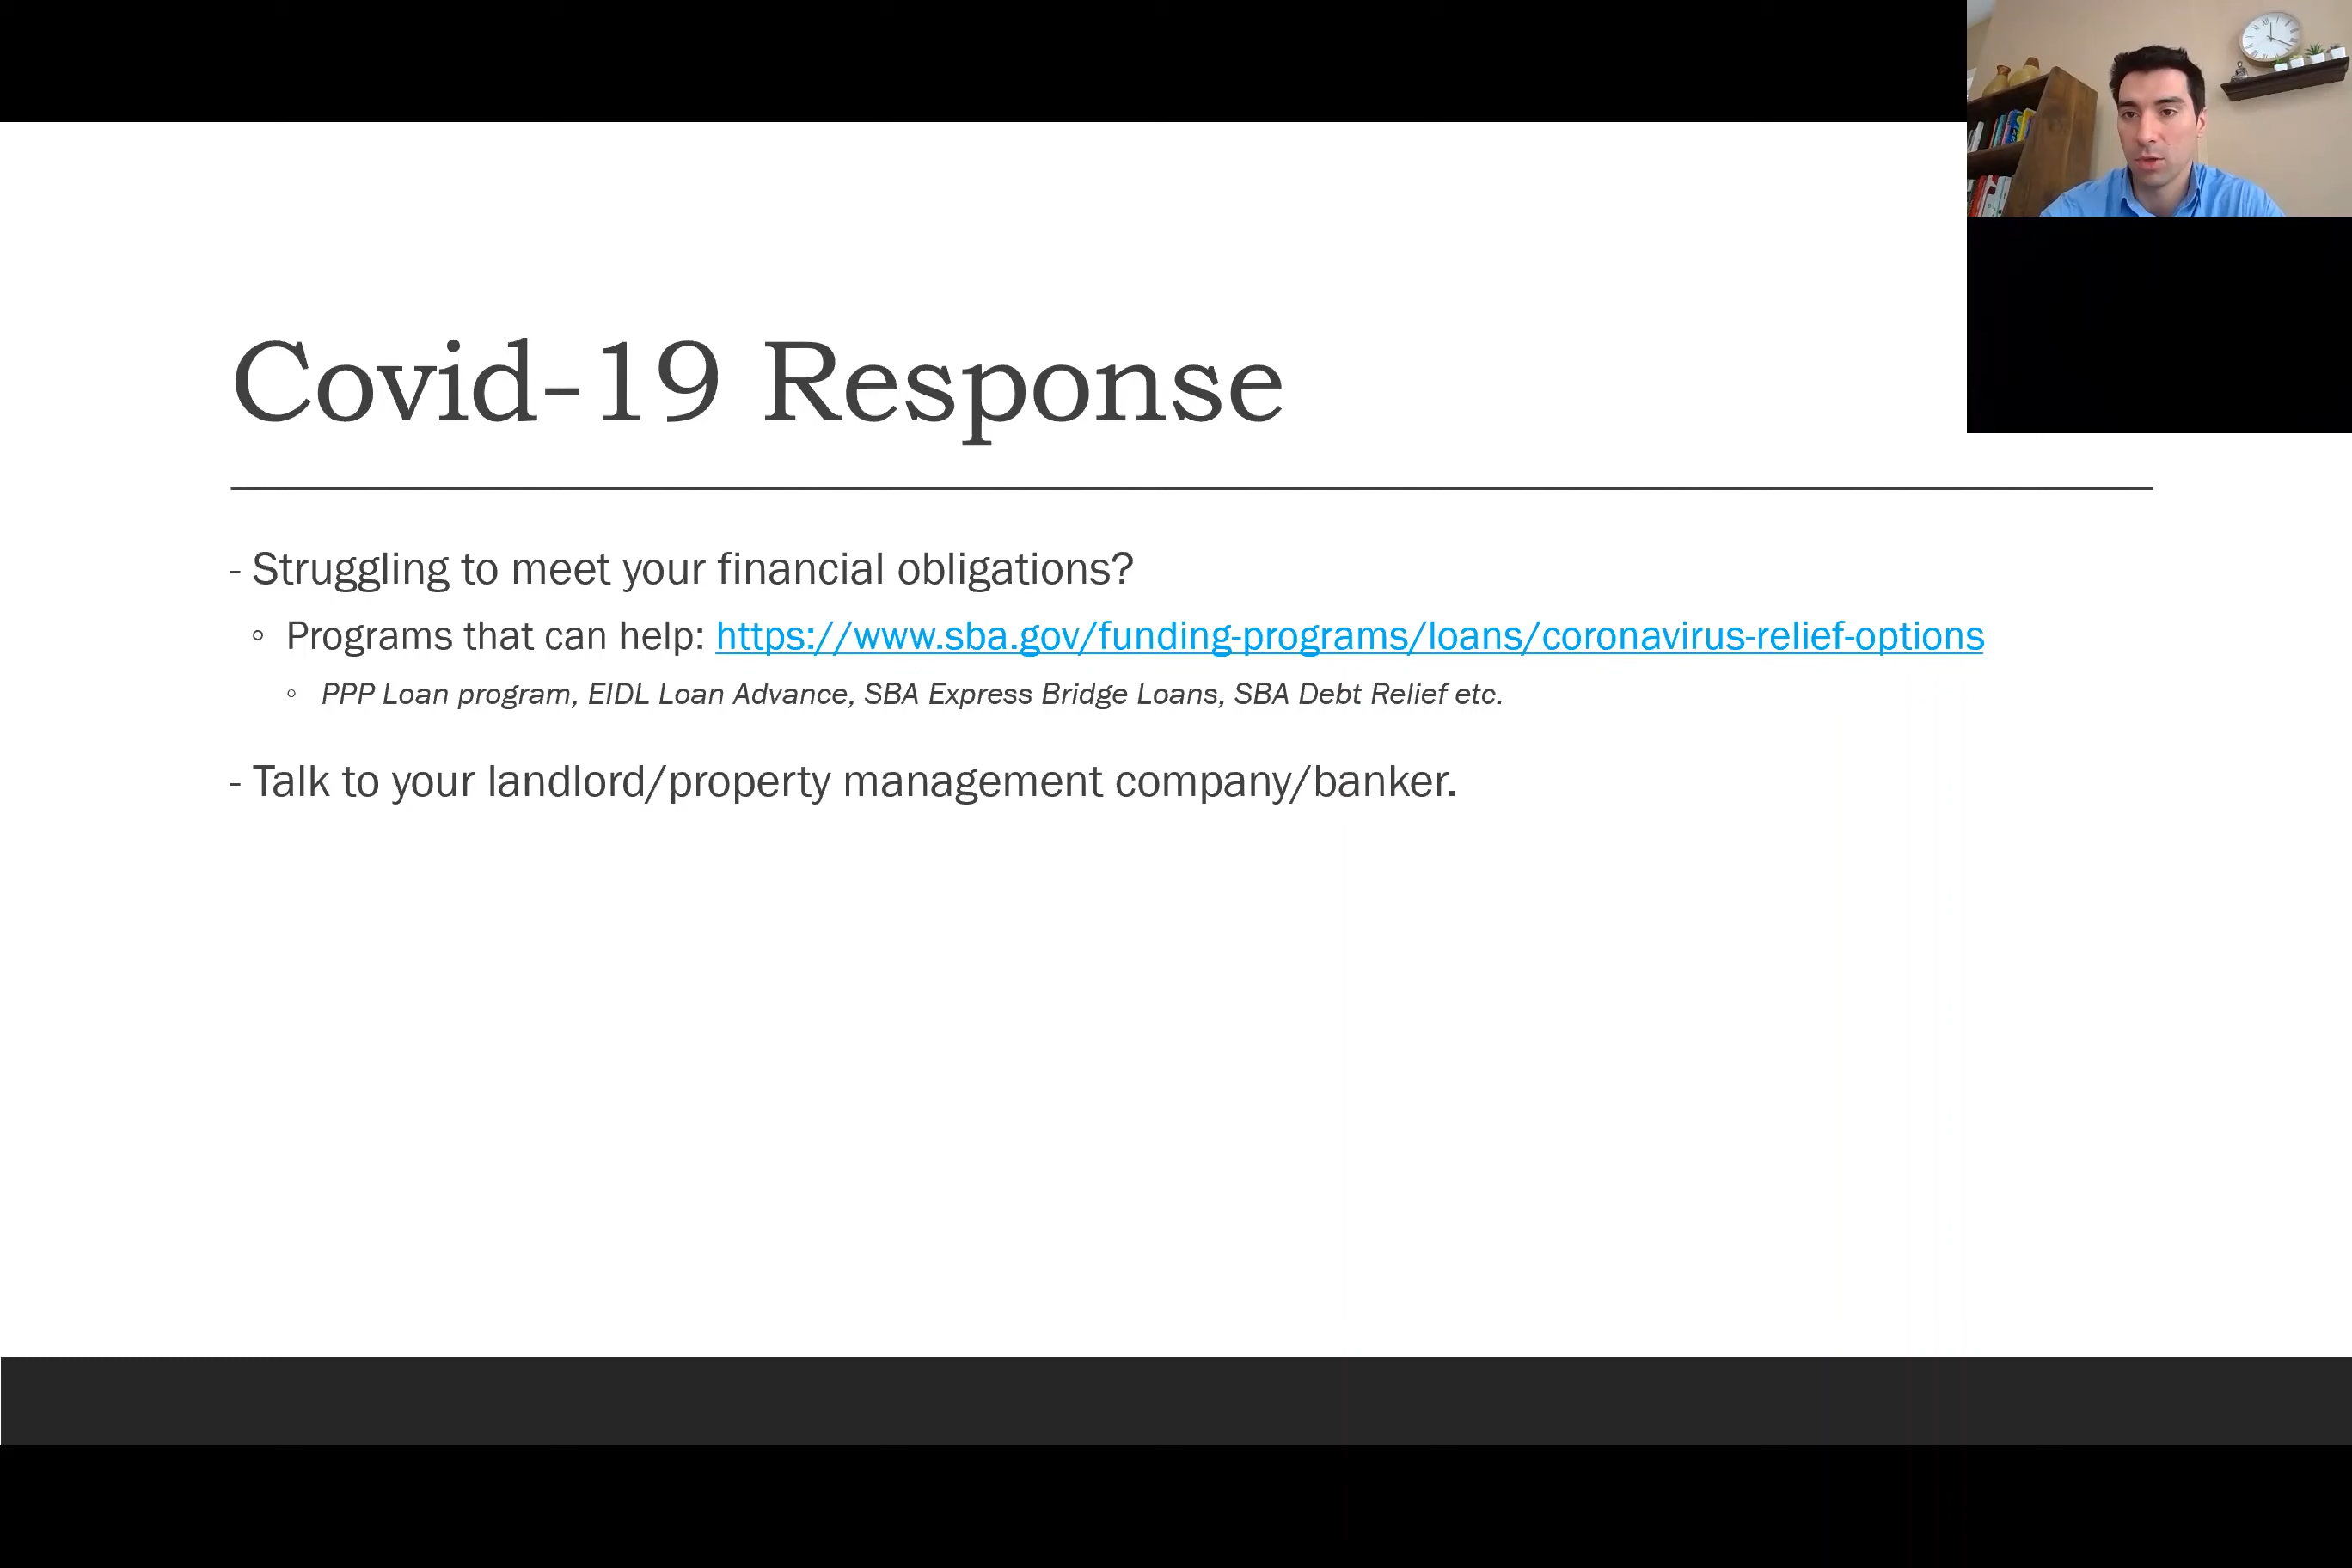 Covid-19 Response
- Struggling to meet your financial obligations?
◦ Programs that can help: https://www.sba.gov/funding-programs/loans/coronavirus-relief-options
◦ PPP Loan program, EIDL Loan Advance, SBA Express Bridge Loans, SBA Debt Relief etc.
- Talk to your landlord/property management company/banker.